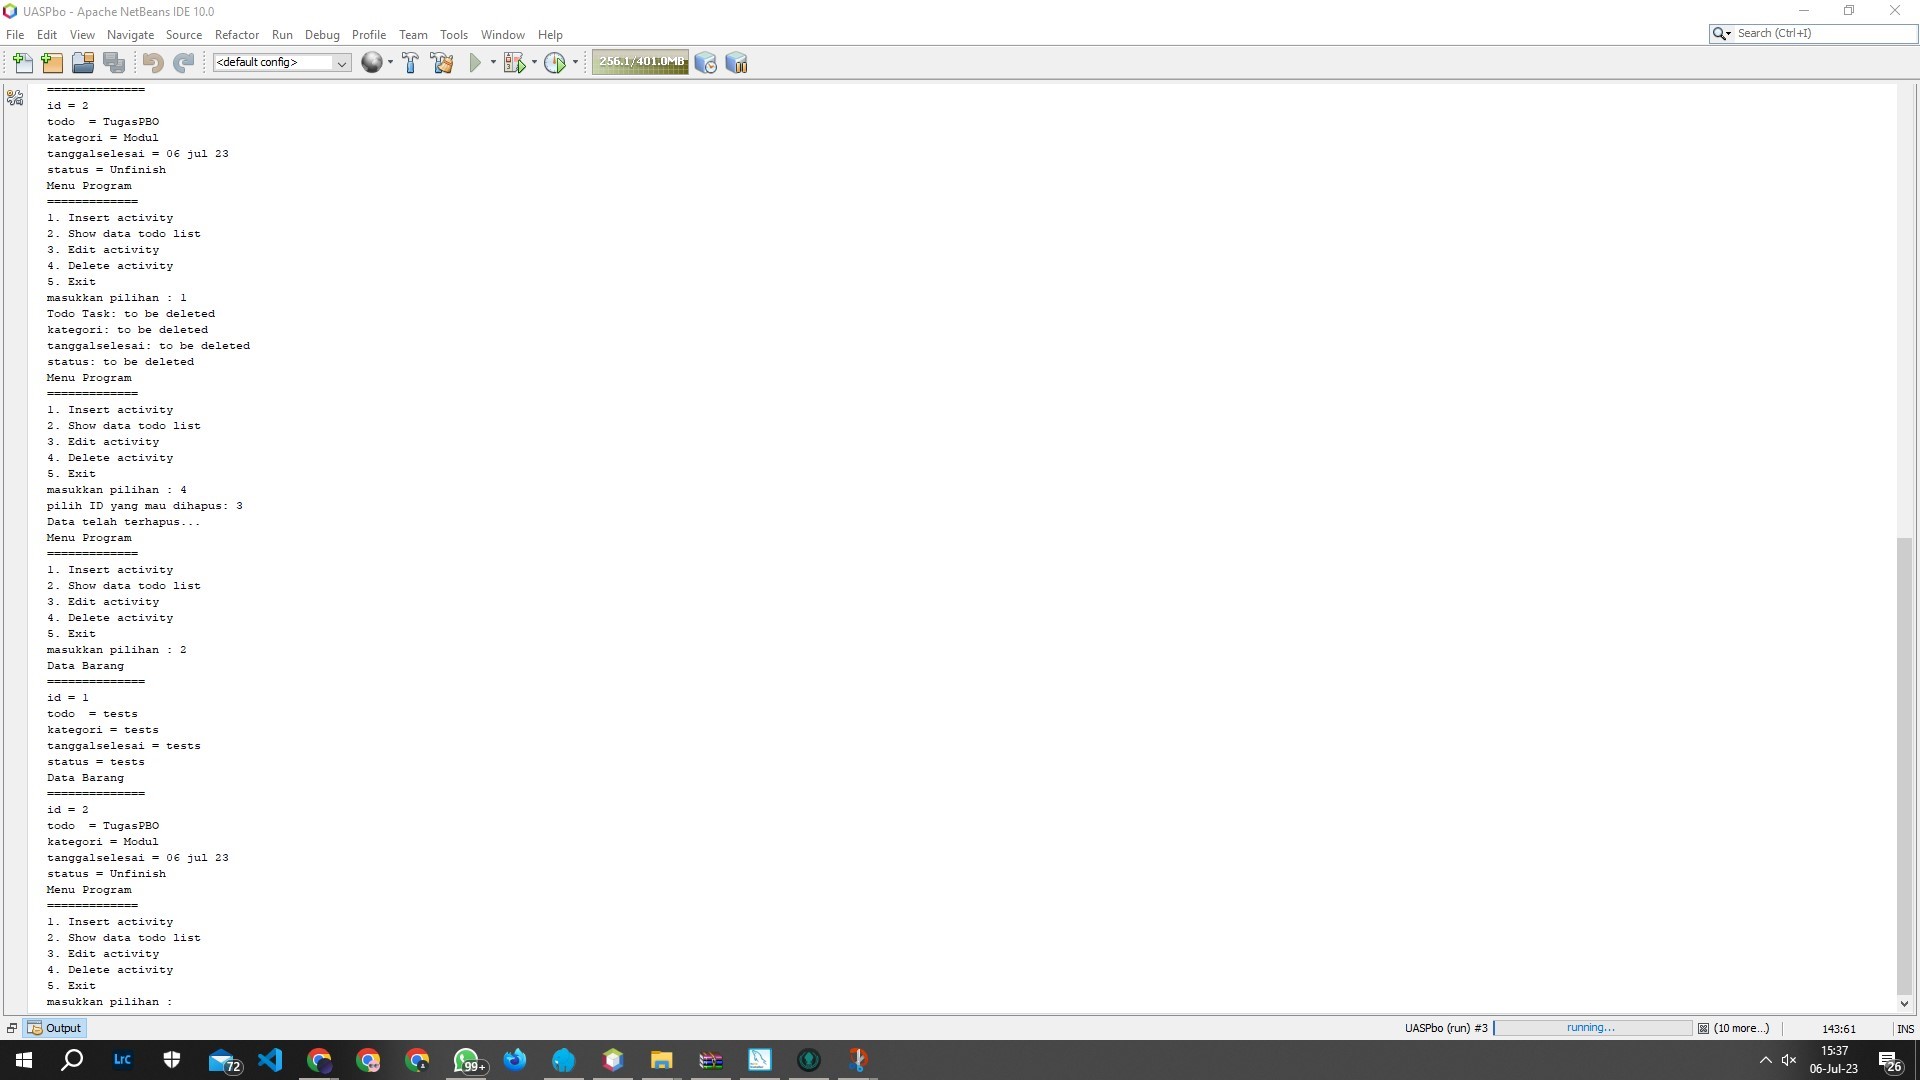 UASPbo - Apache NetBeans IDE 10.0
File Edit View Navigate Source Refactor Run Debug Profile Team Tools Window Help
Search (Ctrl+I)
<default config>
256.1/401.0MB
==============
id = 2
todo  = TugasPBO
kategori = Modul
tanggalselesai = 06 jul 23
status = Unfinish
Menu Program
=============
1. Insert activity
2. Show data todo list
3. Edit activity
4. Delete activity
5. Exit
masukkan pilihan : 1
Todo Task: to be deleted
kategori: to be deleted
tanggalselesai: to be deleted
status: to be deleted
Menu Program
=============
1. Insert activity
2. Show data todo list
3. Edit activity
4. Delete activity
5. Exit
masukkan pilihan : 4
pilih ID yang mau dihapus: 3
Data telah terhapus...
Menu Program
=============
1. Insert activity
2. Show data todo list
3. Edit activity
4. Delete activity
5. Exit
masukkan pilihan : 2
Data Barang
==============
id = 1
todo  = tests
kategori = tests
tanggalselesai = tests
status = tests
Data Barang
==============
id = 2
todo  = TugasPBO
kategori = Modul
tanggalselesai = 06 jul 23
status = Unfinish
Menu Program
=============
1. Insert activity
2. Show data todo list
3. Edit activity
4. Delete activity
5. Exit
masukkan pilihan :
Output
UASPbo (run) #3 running... (10 more...) 143:61 INS
Lrc 72 99+
15:37
06-Jul-23
26